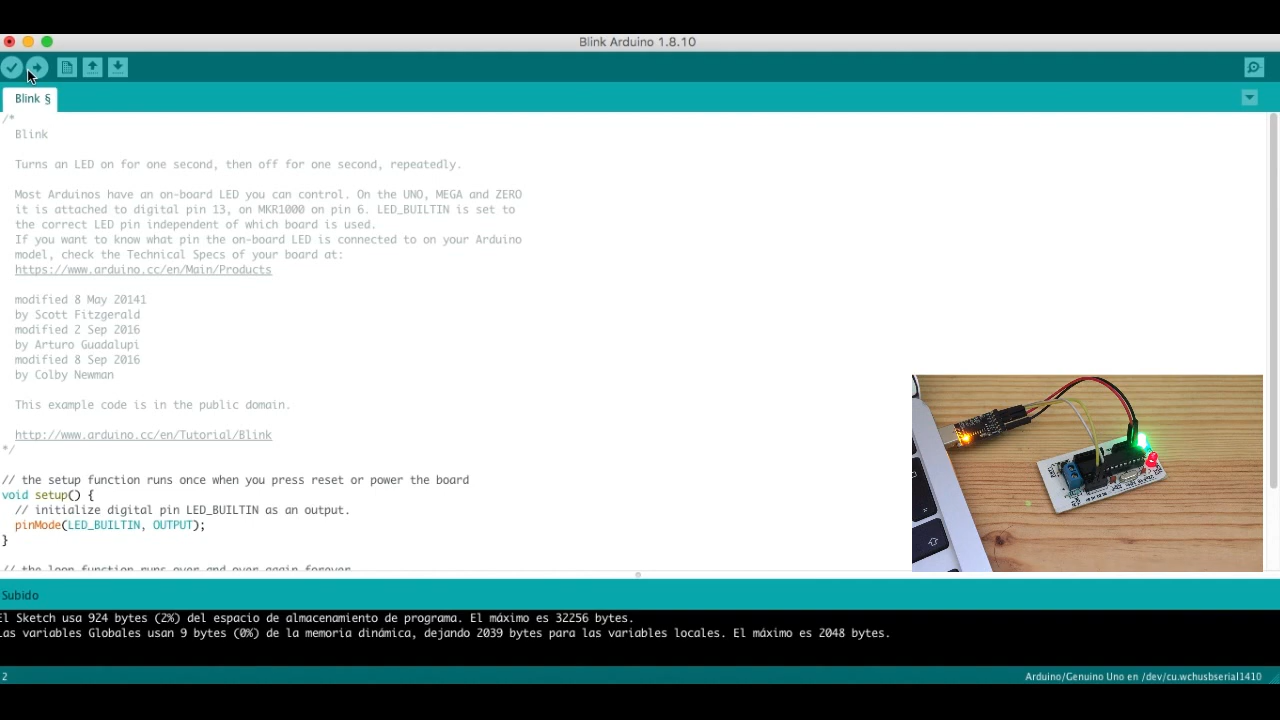 Blink Arduino 1.8.10
Blink §
/*
Blink
Turns an LED on for one second, then off for one second, repeatedly.
Most Arduinos have an on-board LED you can control. On the UNO, MEGA and ZERO
it is attached to digital pin 13, on MKR1000 on pin 6. LED_BUILTIN is set to
the correct LED pin independent of which board is used.
If you want to know what pin the on-board LED is connected to on your Arduino
model, check the Technical Specs of your board at:
https://www.arduino.cc/en/Main/Products
modified 8 May 20141
by Scott Fitzgerald
modified 2 Sep 2016
by Arturo Guadalupi
modified 8 Sep 2016
by Colby Newman
This example code is in the public domain.
http://www.arduino.cc/en/Tutorial/Blink
*/
// the setup function runs once when you press reset or power the board
void setup() {
// initialize digital pin LED_BUILTIN as an output.
pinMode(LED_BUILTIN, OUTPUT);
}
// the loop function runs over and over again forever
Subido
El Sketch usa 924 bytes (2%) del espacio de almacenamiento de programa. El máximo es 32256 bytes.
Las variables Globales usan 9 bytes (0%) de la memoria dinámica, dejando 2039 bytes para las variables locales. El máximo es 2048 bytes.
2
Arduino/Genuino Uno en /dev/cu.wchusbserial1410